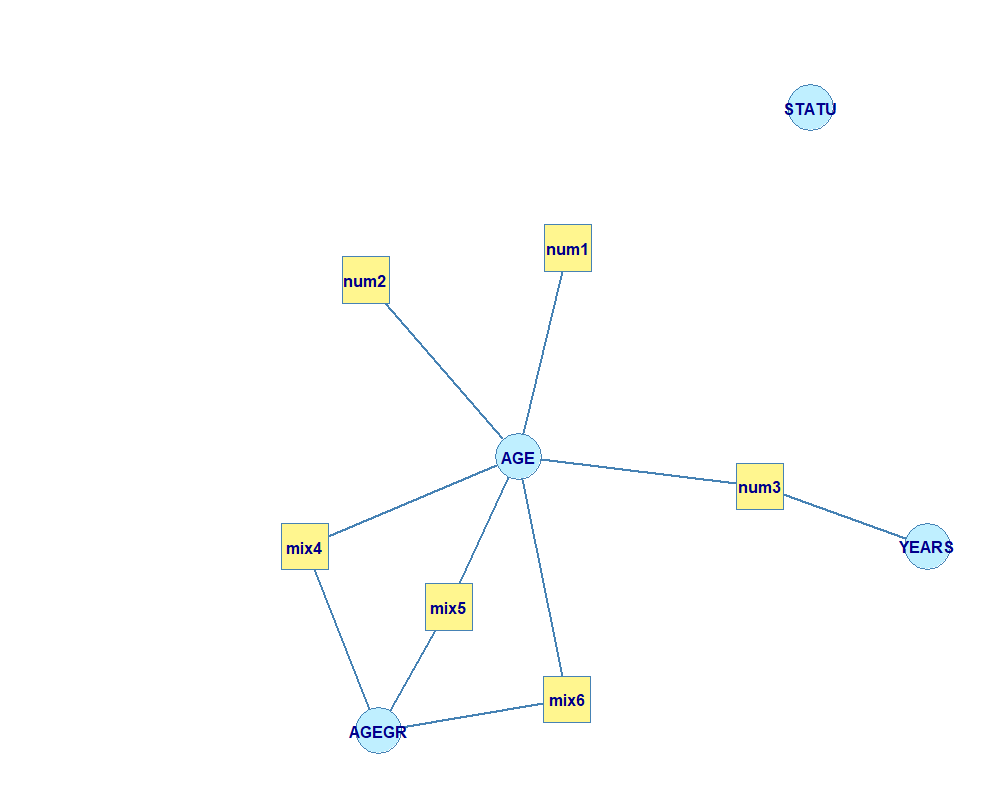 STATU
num1
num2
AGE
num3
YEARS
mix4
mix5
mix6
AGEGR